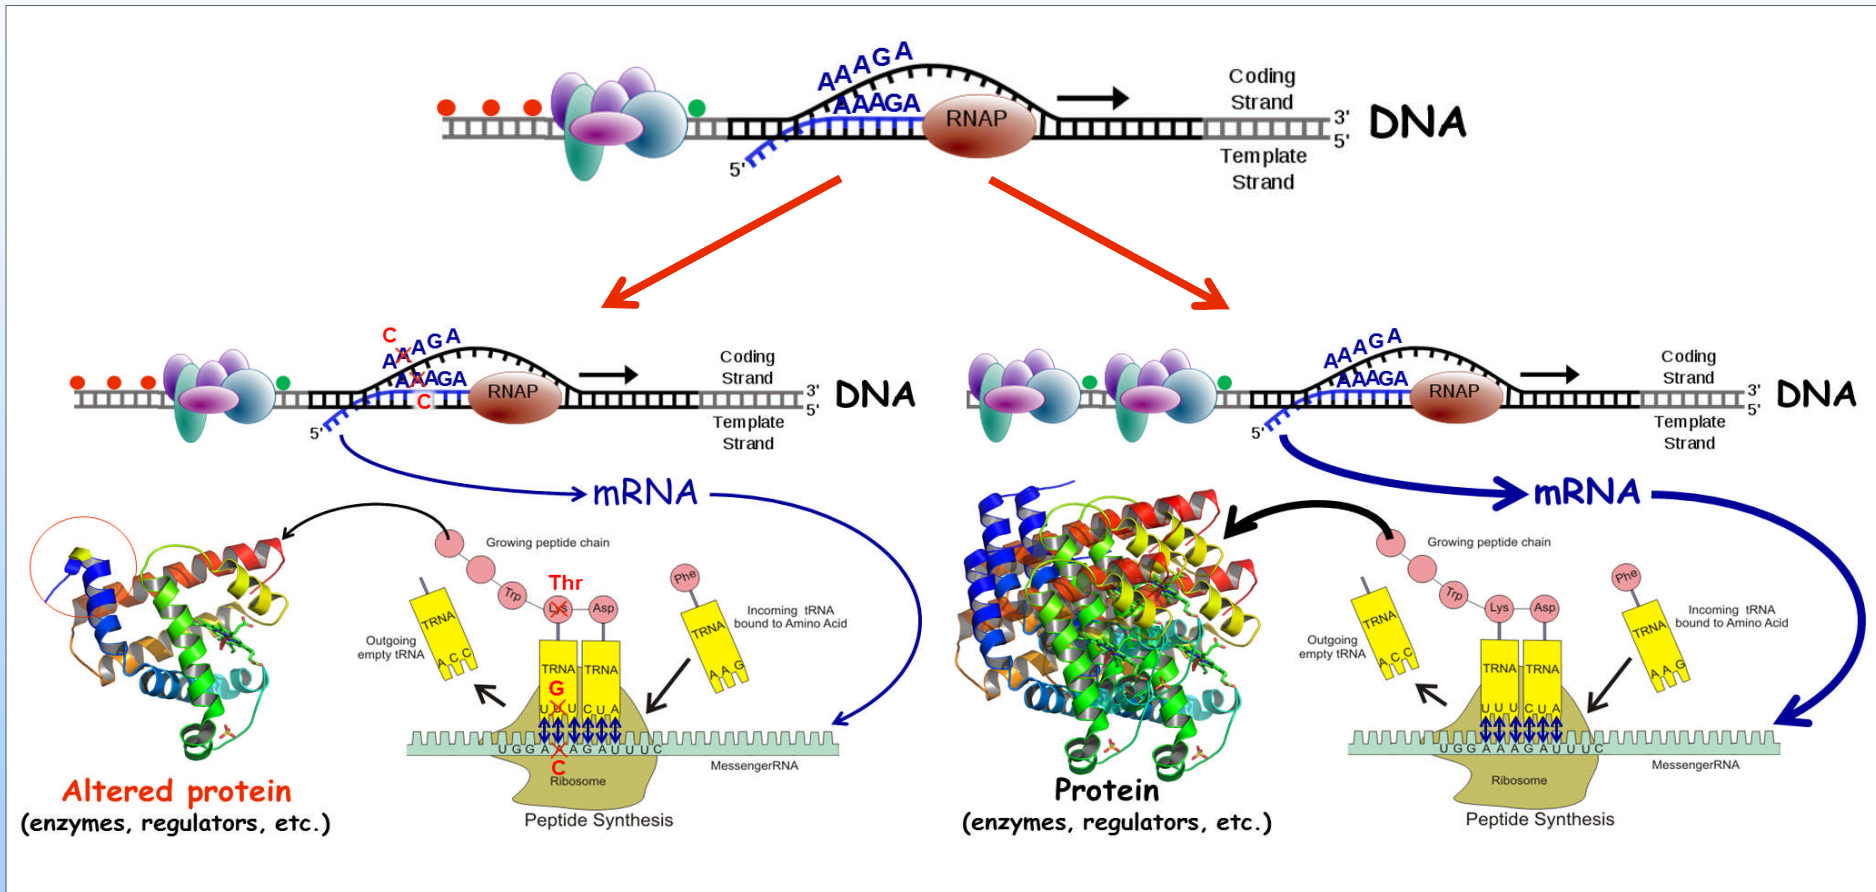 AAAGA
AAAGA
RNAP
Coding
Strand
3'
5'
DNA
Template
Strand
5'
C
AAAGA
AAAGA
C
RNAP
Coding
Strand
3'
5'
DNA
Template
Strand
5'
mRNA
Growing peptide chain
Thr
Trp
Lys
Asp
Phe
Incoming tRNA
bound to Amino Acid
TRNA
ACC
Outgoing
empty tRNA
TRNA
TRNA
TRNA
AAG
G
UUU CUA
UGGAAAGAUUUC
C
MessengerRNA
Ribosome
Peptide Synthesis
Altered protein
(enzymes, regulators, etc.)
AAAGA
AAAGA
RNAP
Coding
Strand
3'
5'
DNA
Template
Strand
5'
mRNA
Growing peptide chain
Trp
Lys
Asp
Phe
Incoming tRNA
bound to Amino Acid
TRNA
ACC
Outgoing
empty tRNA
TRNA
TRNA
TRNA
AAG
UUU CUA
UGGAAAGAUUUC
MessengerRNA
Ribosome
Peptide Synthesis
Protein
(enzymes, regulators, etc.)